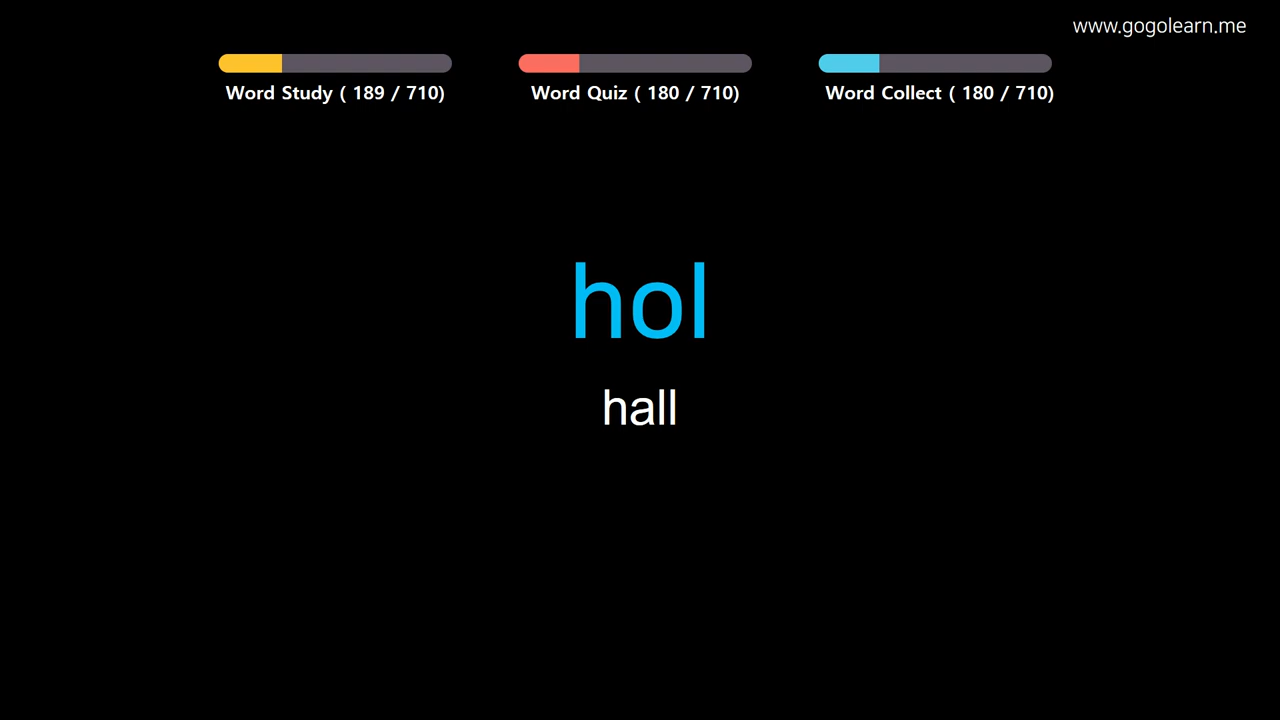 www.gogolearn.me
Word Study ( 189 / 710)
Word Quiz ( 180 / 710)
Word Collect ( 180 / 710)
hol
hall